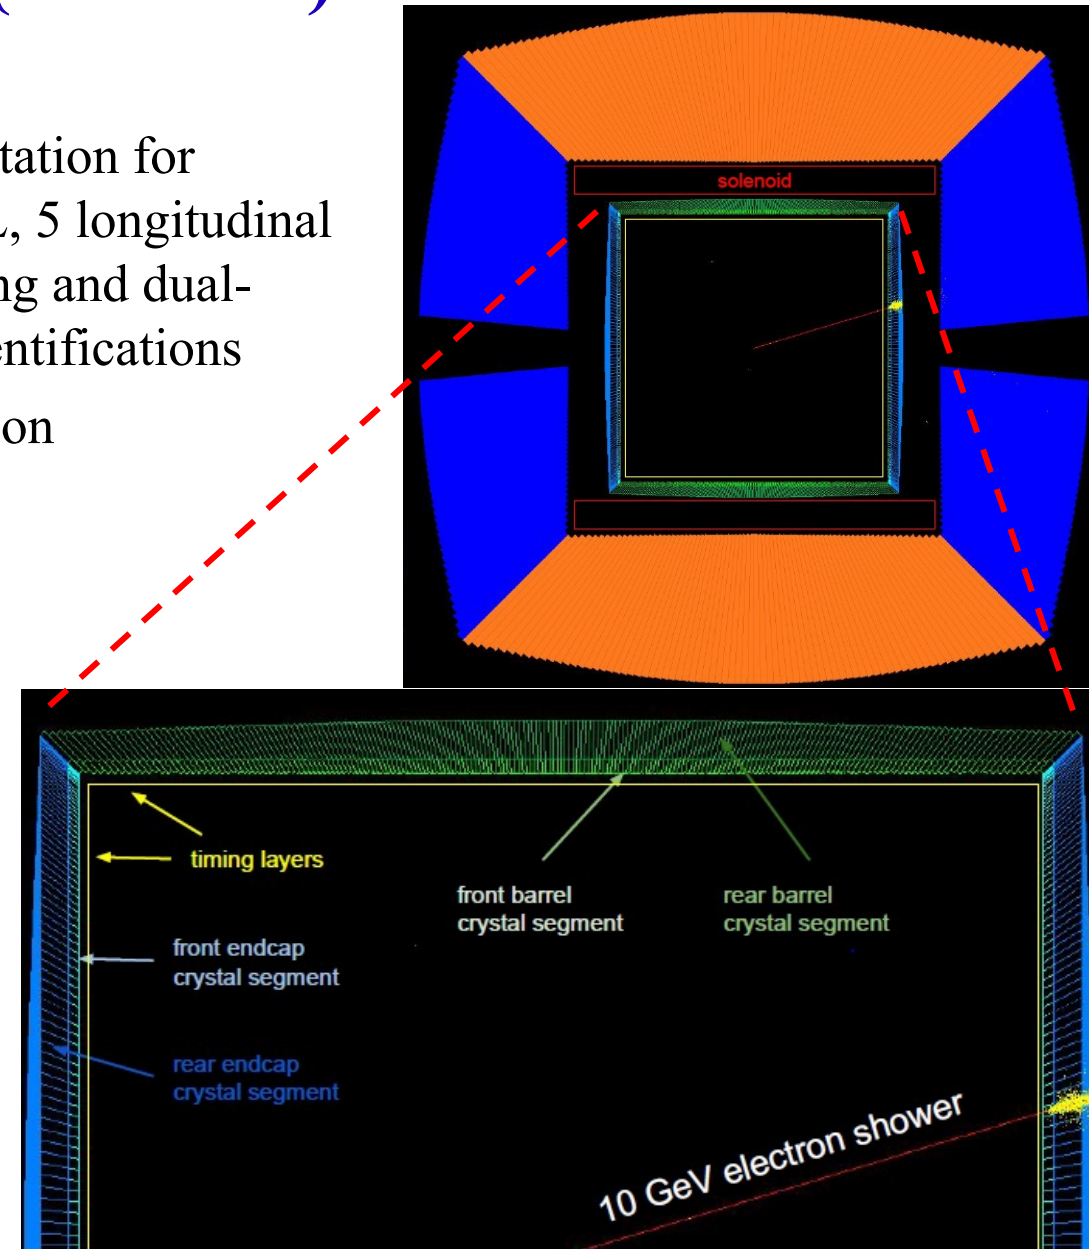 tation for
, 5 longitudinal
ng and dual-
entifications
on
solenoid
timing layers
front barrel
crystal segment
rear barrel
crystal segment
front endcap
crystal segment
rear endcap
crystal segment
10 GeV electron shower